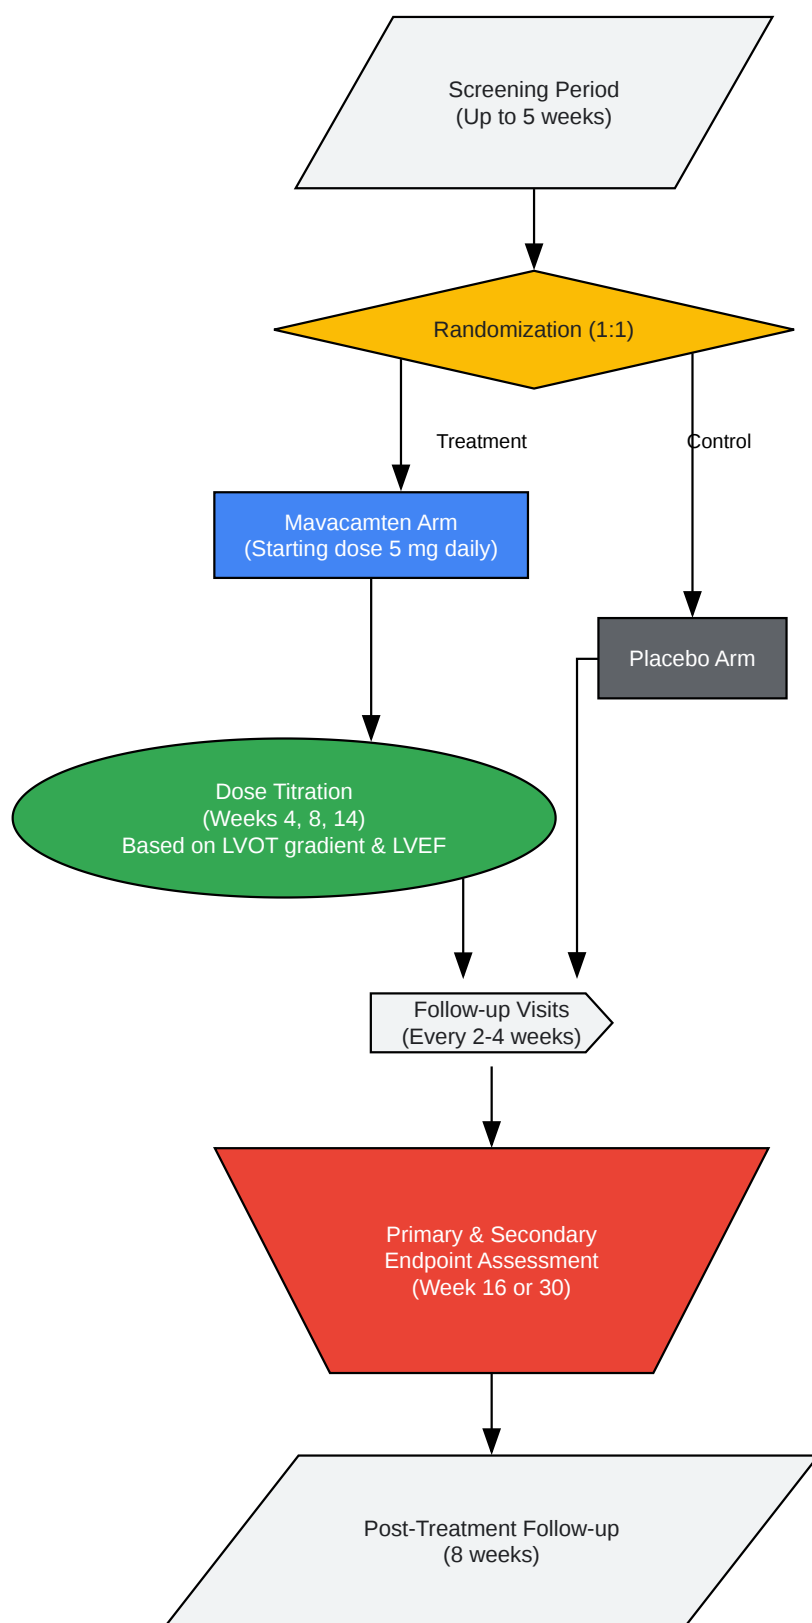 Screening Period
(Up to 5 weeks)
Randomization (1:1)
Treatment
Control
Mavacamten Arm
(Starting dose 5 mg daily)
Placebo Arm
Dose Titration
(Weeks 4, 8, 14)
Based on LVOT gradient & LVEF
Follow-up Visits
(Every 2-4 weeks)
Primary & Secondary
Endpoint Assessment
(Week 16 or 30)
Post-Treatment Follow-up
(8 weeks)